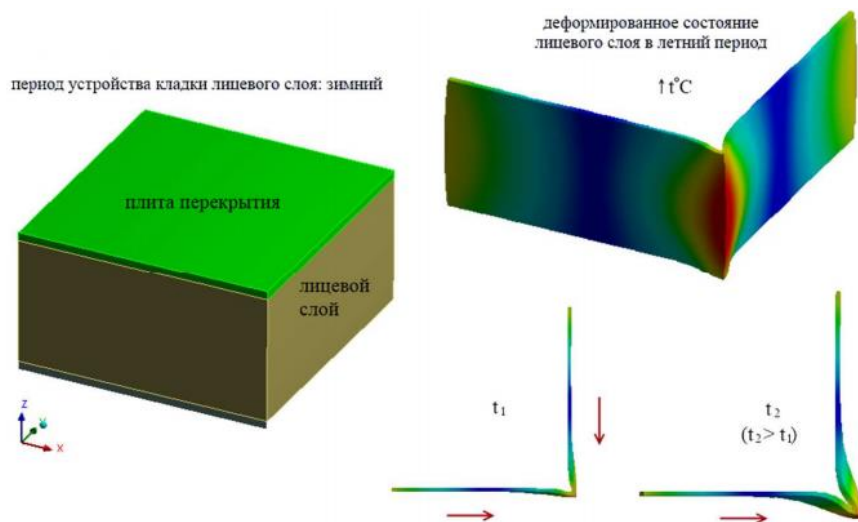 деформированное состояние
лицевого слоя в летний период
↑t°C
период устройства кладки лицевого слоя: зимний
плита перекрытия
лицевой
слой
Z
Y
X
t₁
t₂
(t₂> t₁)